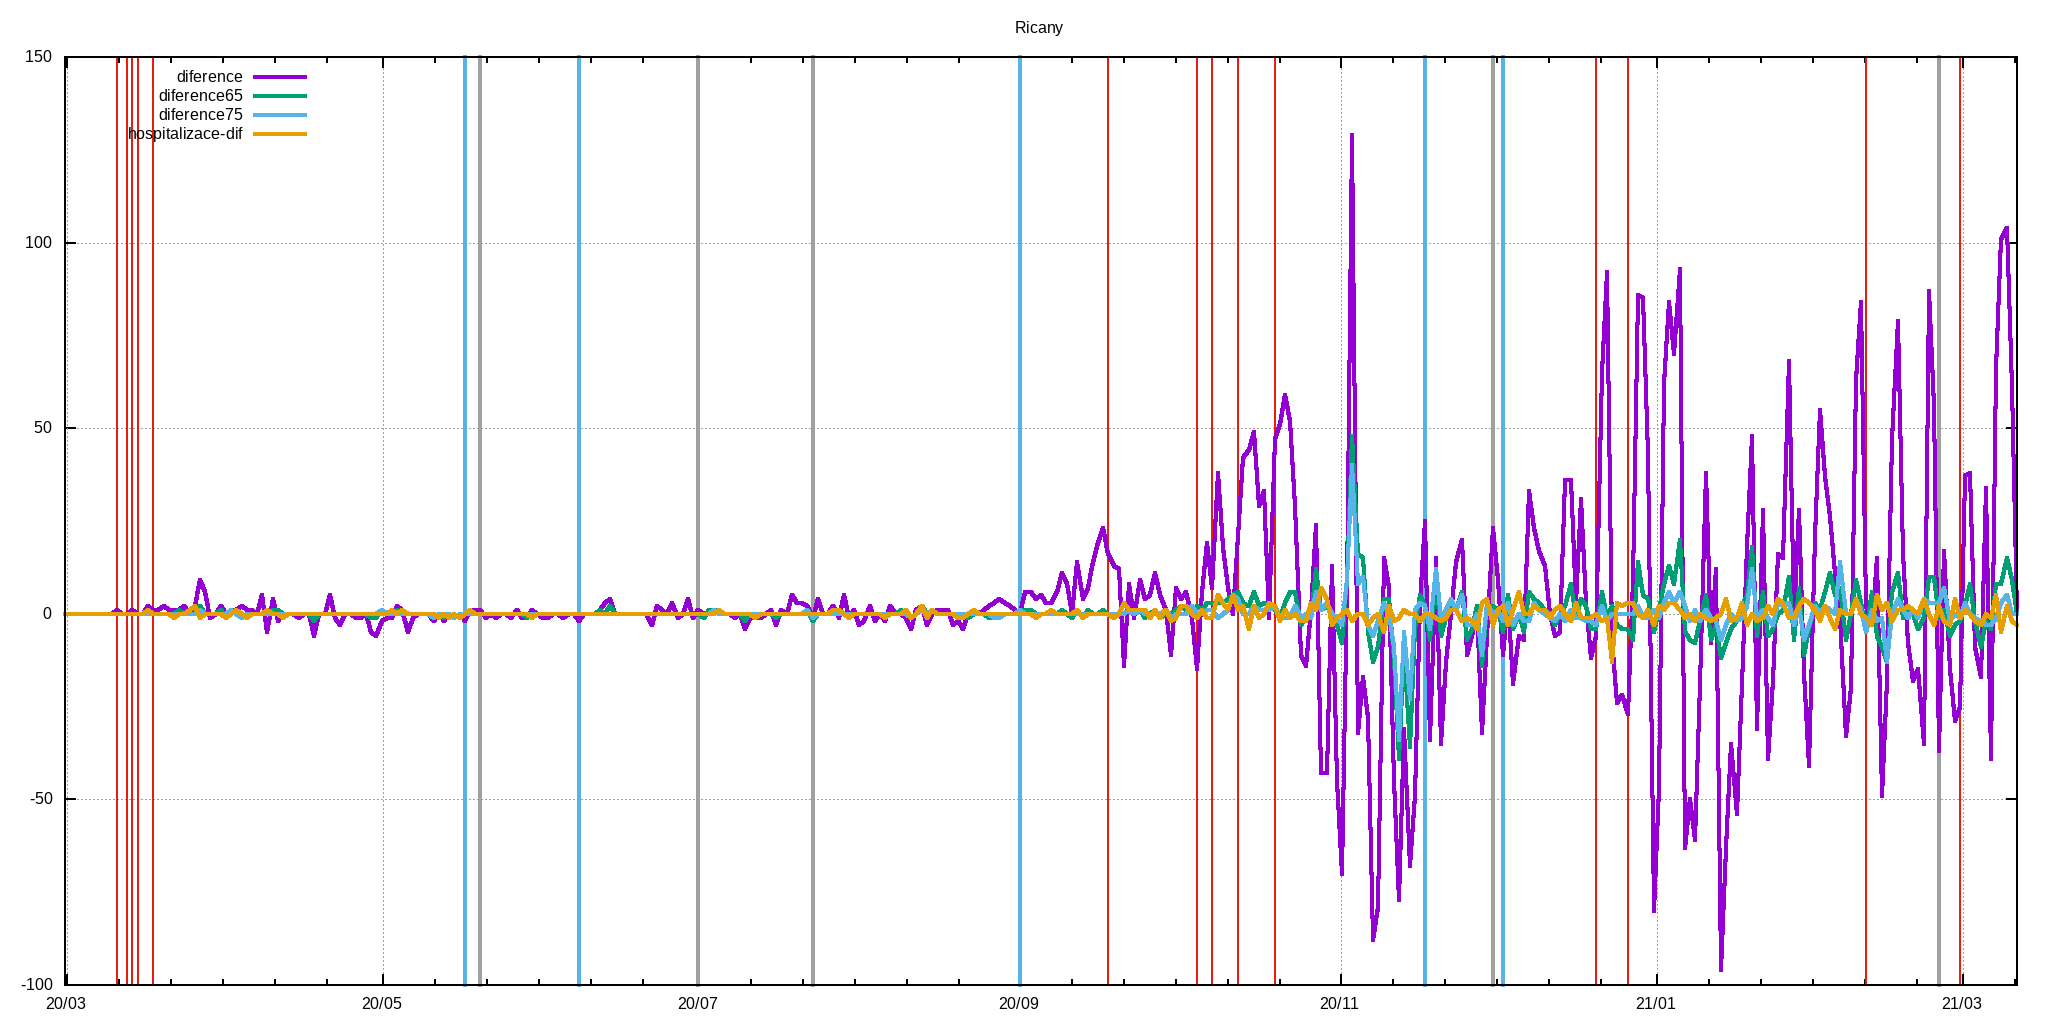 Ricany
150
diference
diference65
diference75
hospitalizace-dif
100
50
0
-50
-100
20/03 20/05 20/07 20/09 20/11 21/01 21/03